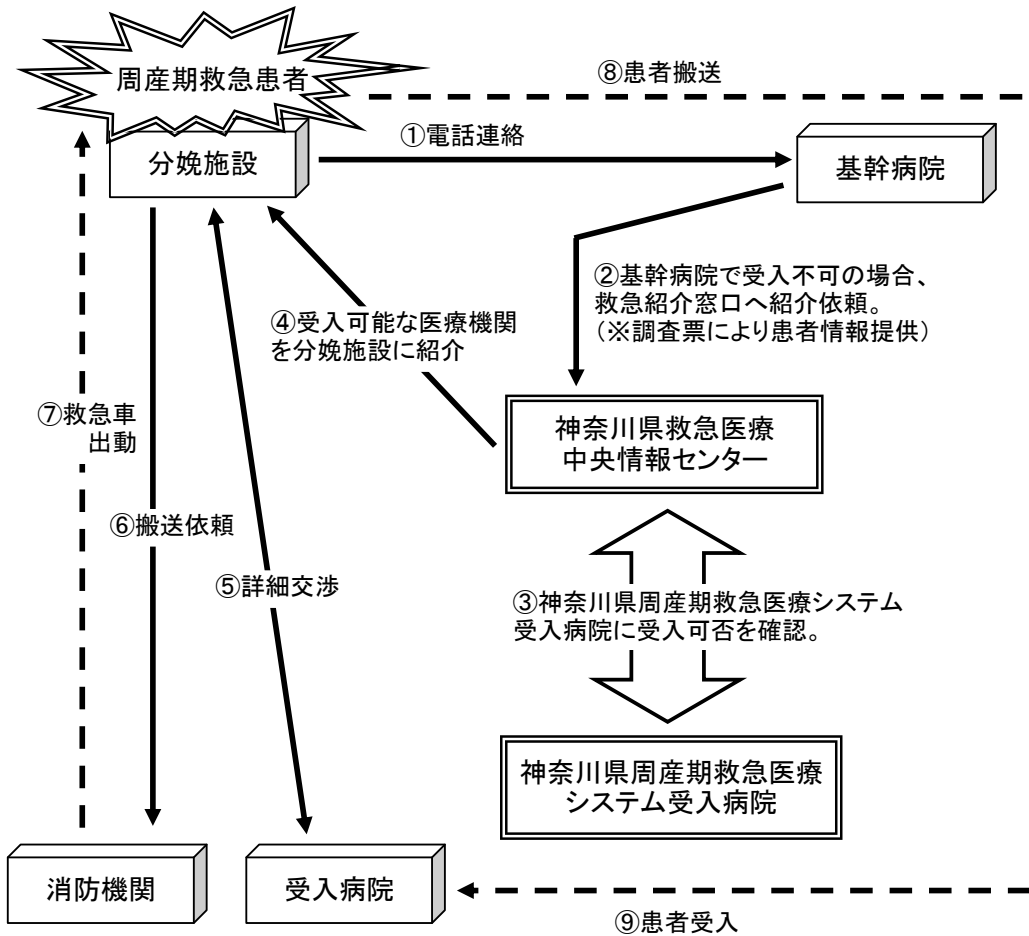 周産期救急患者
分娩施設
⑧患者搬送
①電話連絡
基幹病院
②基幹病院で受入不可の場合、
救急紹介窓口へ紹介依頼。
(※調査票により患者情報提供)
④受入可能な医療機関
を分娩施設に紹介
⑦救急車
出動
神奈川県救急医療
中央情報センター
⑥搬送依頼
⑤詳細交渉
③神奈川県周産期救急医療システム
受入病院に受入可否を確認。
神奈川県周産期救急医療
システム受入病院
消防機関
受入病院
⑨患者受入